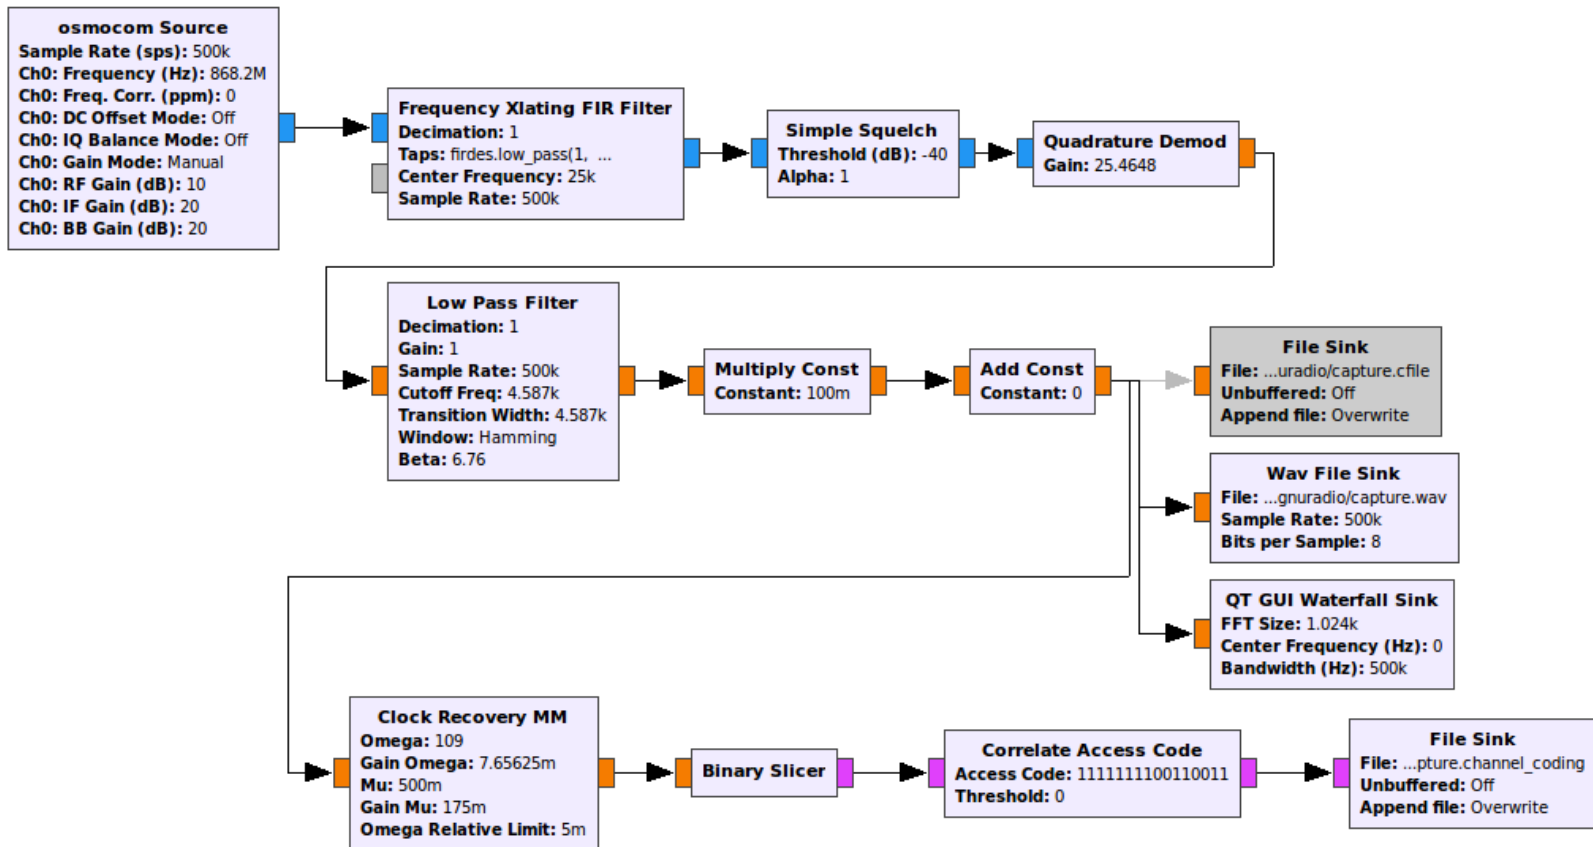 osmocom Source
Sample Rate (sps): 500k
Ch0: Frequency (Hz): 868.2M
Ch0: Freq. Corr. (ppm): 0
Ch0: DC Offset Mode: Off
Ch0: IQ Balance Mode: Off
Ch0: Gain Mode: Manual
Ch0: RF Gain (dB): 10
Ch0: IF Gain (dB): 20
Ch0: BB Gain (dB): 20
Frequency Xlating FIR Filter
Decimation: 1
Taps: firdes.low_pass(1, ...
Center Frequency: 25k
Sample Rate: 500k
Simple Squelch
Threshold (dB): -40
Alpha: 1
Quadrature Demod
Gain: 25.4648
Low Pass Filter
Decimation: 1
Gain: 1
Sample Rate: 500k
Cutoff Freq: 4.587k
Transition Width: 4.587k
Window: Hamming
Beta: 6.76
Multiply Const
Constant: 100m
Add Const
Constant: 0
File Sink
File: ...uradio/capture.cfile
Unbuffered: Off
Append file: Overwrite
Wav File Sink
File: ...gnuradio/capture.wav
Sample Rate: 500k
Bits per Sample: 8
QT GUI Waterfall Sink
FFT Size: 1.024k
Center Frequency (Hz): 0
Bandwidth (Hz): 500k
Clock Recovery MM
Omega: 109
Gain Omega: 7.65625m
Mu: 500m
Gain Mu: 175m
Omega Relative Limit: 5m
Binary Slicer
Correlate Access Code
Access Code: 1111111100110011
Threshold: 0
File Sink
File: ...pture.channel_coding
Unbuffered: Off
Append file: Overwrite